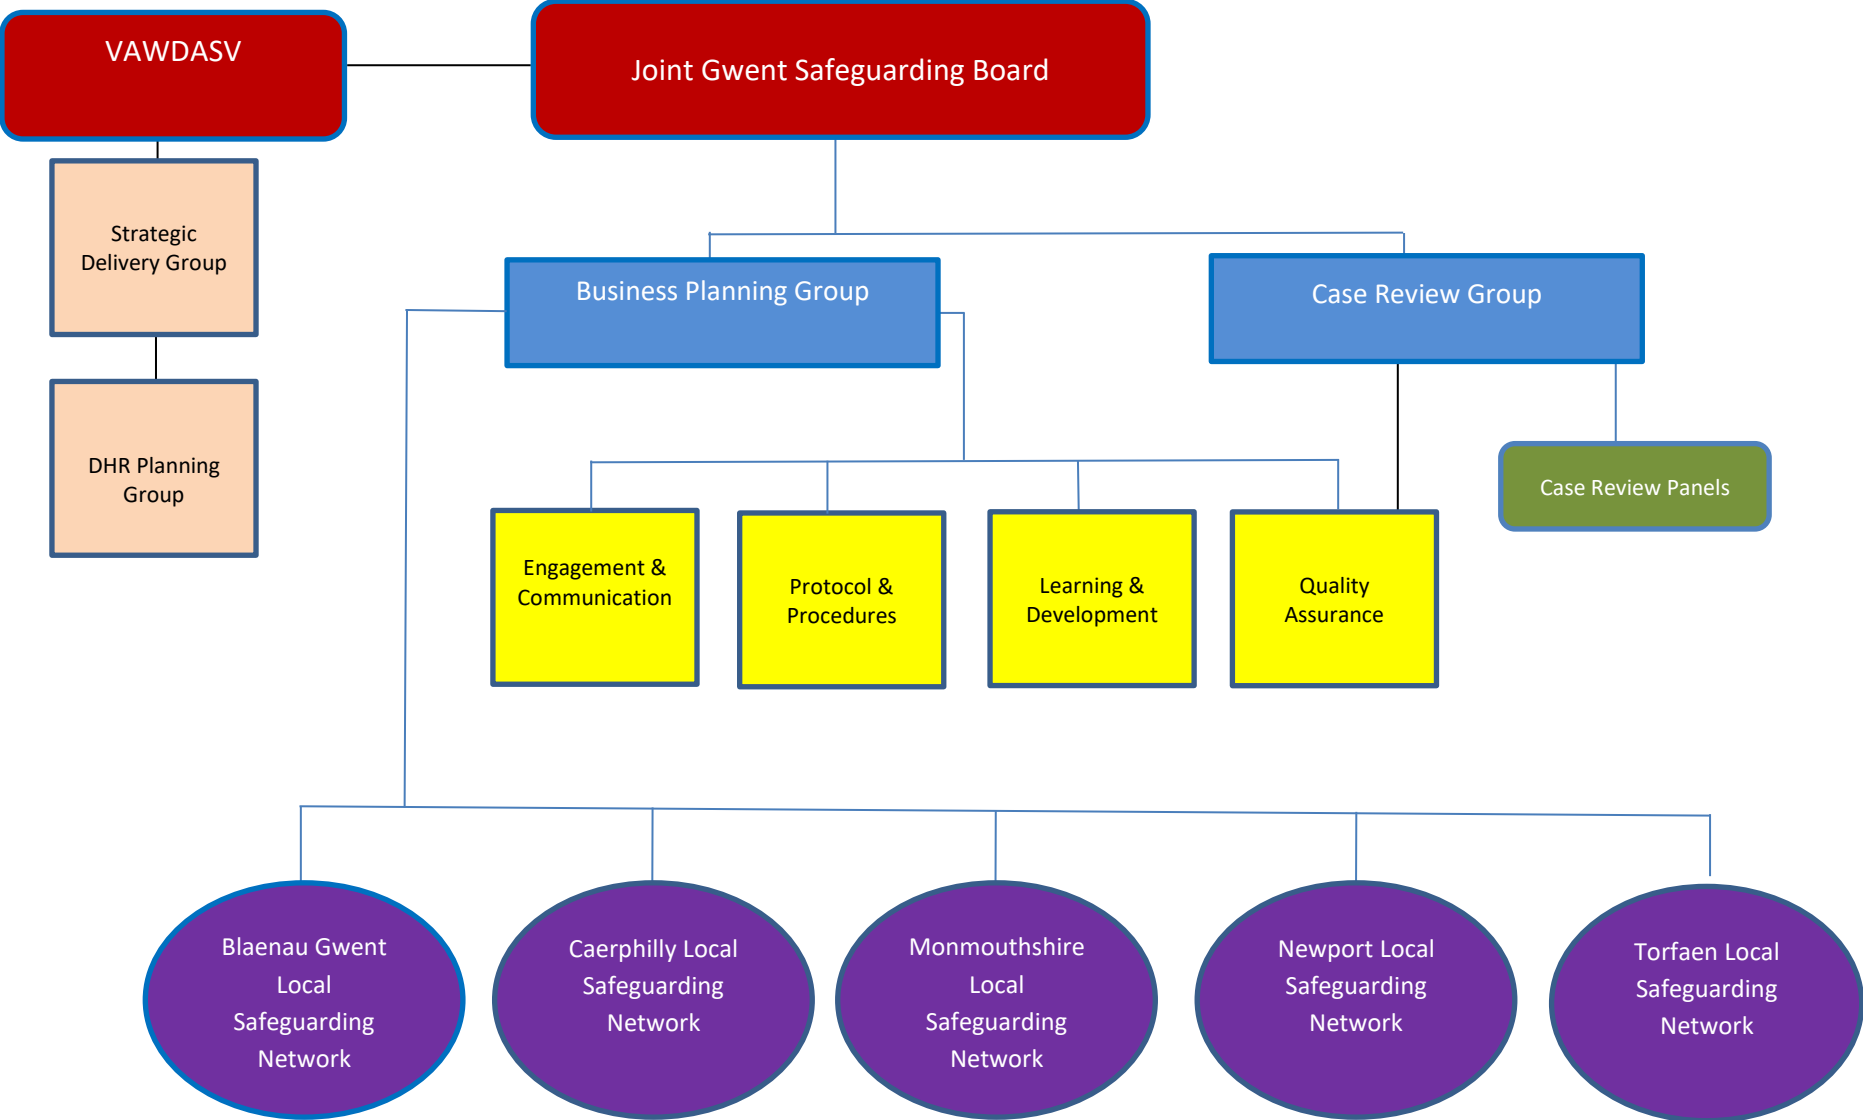 VAWDASV
Joint Gwent Safeguarding Board
Strategic
Delivery Group
Business Planning Group
Case Review Group
DHR Planning
Group
Case Review Panels
Engagement &
Communication
Protocol &
Procedures
Learning &
Development
Quality
Assurance
Blaenau Gwent
Local
Safeguarding
Network
Caerphilly Local
Safeguarding
Network
Monmouthshire
Local
Safeguarding
Network
Newport Local
Safeguarding
Network
Torfaen Local
Safeguarding
Network